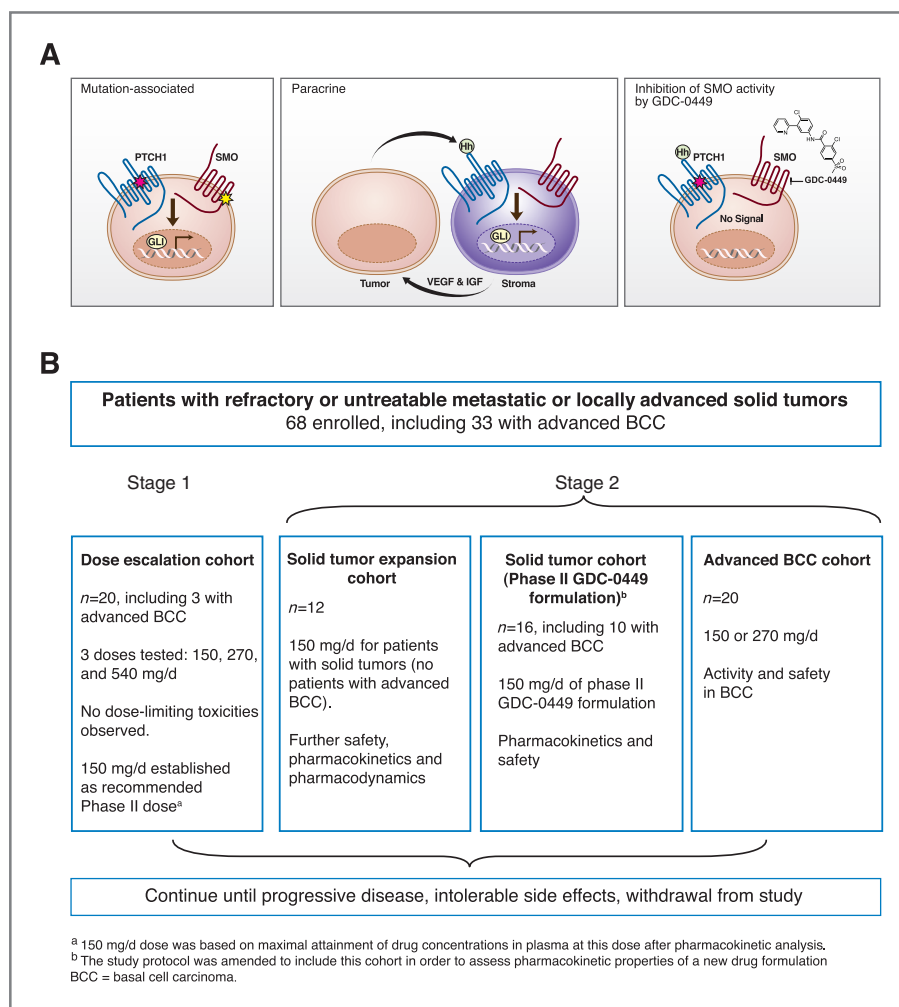 A
Mutation-associated
PTCH1
SMO
GLI
Paracrine
Hh
GLI
Tumor
VEGF & IGF
Stroma
Inhibition of SMO activity
by GDC-0449
Cl
N
HN
O
Cl
S
O
O
Hh
PTCH1
SMO
GDC-0449
No Signal
B
Patients with refractory or untreatable metastatic or locally advanced solid tumors
68 enrolled, including 33 with advanced BCC
Stage 1
Stage 2
Dose escalation cohort
n=20, including 3 with
advanced BCC
3 doses tested: 150, 270,
and 540 mg/d
No dose-limiting toxicities
observed.
150 mg/d established
as recommended
Phase II doseᵃ
Solid tumor expansion
cohort
n=12
150 mg/d for patients
with solid tumors (no
patients with advanced
BCC).
Further safety,
pharmacokinetics and
pharmacodynamics
Solid tumor cohort
(Phase II GDC-0449
formulation)ᵇ
n=16, including 10 with
advanced BCC
150 mg/d of phase II
GDC-0449 formulation
Pharmacokinetics and
safety
Advanced BCC cohort
n=20
150 or 270 mg/d
Activity and safety
in BCC
Continue until progressive disease, intolerable side effects, withdrawal from study
ᵃ 150 mg/d dose was based on maximal attainment of drug concentrations in plasma at this dose after pharmacokinetic analysis.
ᵇ The study protocol was amended to include this cohort in order to assess pharmacokinetic properties of a new drug formulation
BCC = basal cell carcinoma.